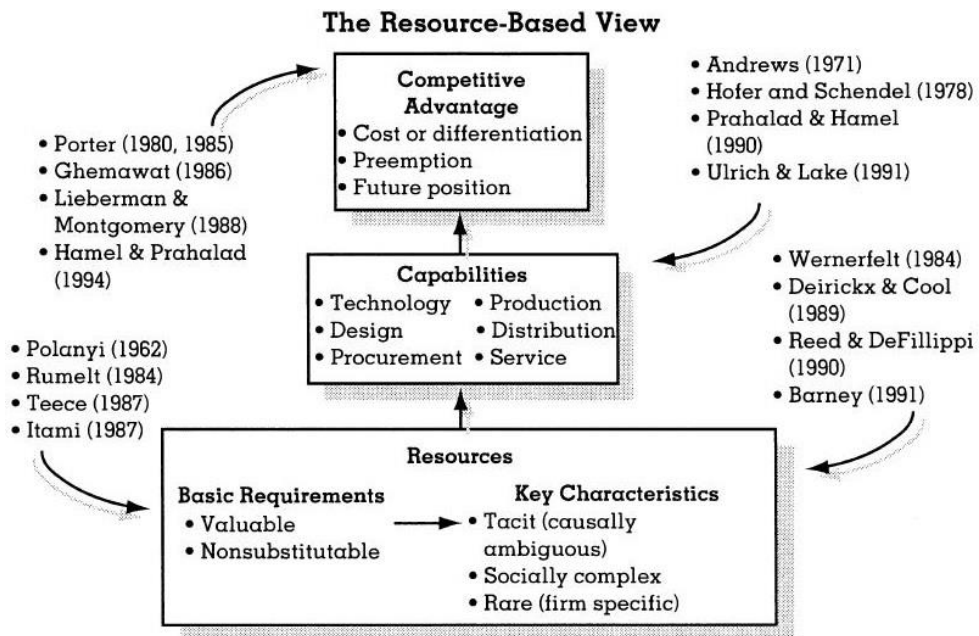 The Resource-Based View
Competitive
Advantage
• Cost or differentiation
• Preemption
• Future position
• Porter (1980, 1985)
• Ghemawat (1986)
• Lieberman &
Montgomery
(1988)
• Hamel & Prahalad
(1994)
• Andrews (1971)
• Hofer and Schendel (1978)
• Prahalad & Hamel
(1990)
• Ulrich & Lake (1991)
Capabilities
• Technology
• Design
• Procurement
• Production
• Distribution
• Service
• Wernerfelt (1984)
• Deirickx & Cool
(1989)
• Reed & DeFillippi
(1990)
• Barney (1991)
• Polanyi (1962)
• Rumelt (1984)
• Teece (1987)
• Itami (1987)
Resources
Basic Requirements
• Valuable
• Nonsubstitutable
Key Characteristics
• Tacit (causally
ambiguous)
• Socially complex
• Rare (firm specific)